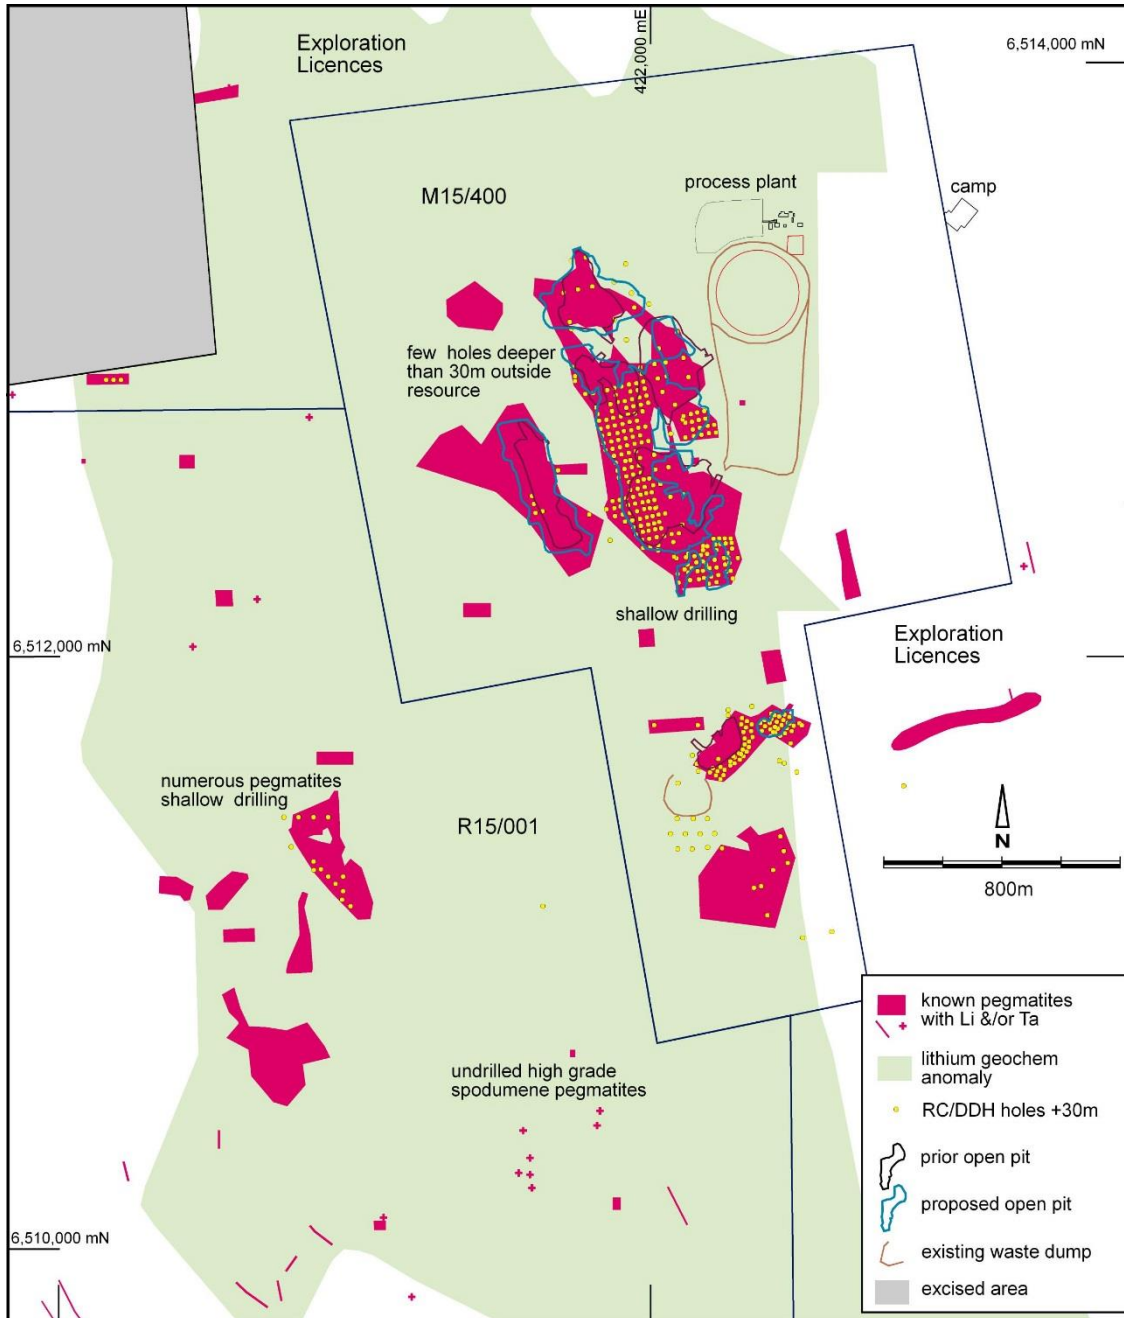 Exploration
Licences
422,000 mE
6,514,000 mN
M15/400
process plant
camp
few holes deeper
than 30m outside
resource
shallow drilling
6,512,000 mN
Exploration
Licences
numerous pegmatites
shallow drilling
R15/001
N
800m
undrilled high grade
spodumene pegmatites
6,510,000 mN
known pegmatites
with Li &/or Ta
lithium geochem
anomaly
RC/DDH holes +30m
prior open pit
proposed open pit
existing waste dump
excised area